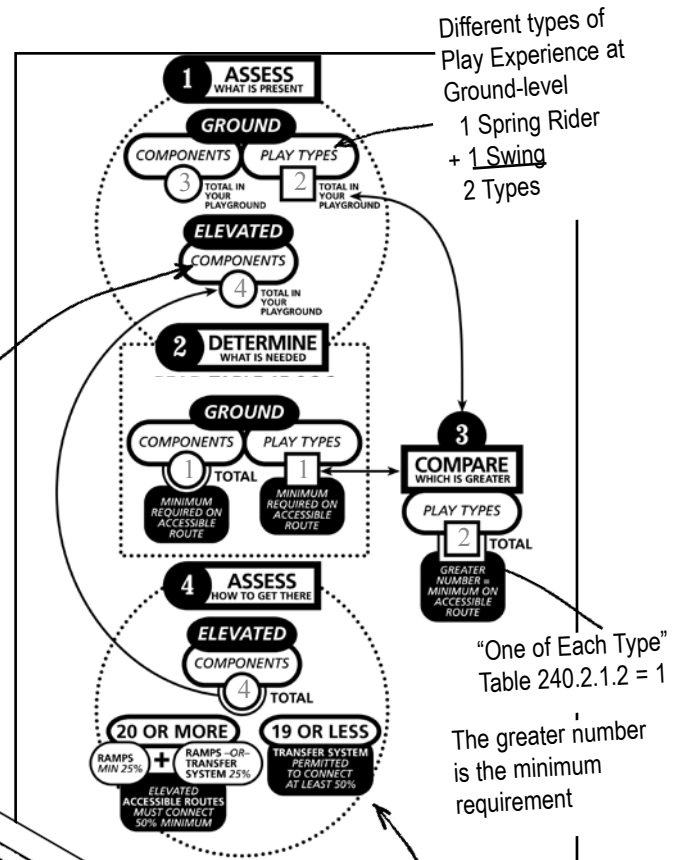 Different types of
Play Experience at
Ground-level
1 Spring Rider
+ 1 Swing
2 Types
1 ASSESS
WHAT IS PRESENT
GROUND
COMPONENTS PLAY TYPES
3 TOTAL IN
YOUR
PLAYGROUND
2 TOTAL IN
YOUR
PLAYGROUND
ELEVATED
COMPONENTS
4 TOTAL IN
YOUR
PLAYGROUND
2 DETERMINE
WHAT IS NEEDED
GROUND
COMPONENTS PLAY TYPES
1 TOTAL 1
MINIMUM
REQUIRED ON
ACCESSIBLE
ROUTE
MINIMUM
REQUIRED ON
ACCESSIBLE
ROUTE
3
COMPARE
WHICH IS GREATER
PLAY TYPES
2 TOTAL
GREATER
NUMBER =
MINIMUM ON
ACCESSIBLE
ROUTE
4 ASSESS
HOW TO GET THERE
ELEVATED
COMPONENTS
4 TOTAL
20 OR MORE
RAMPS
MIN 25%
+
RAMPS –OR–
TRANSFER
SYSTEM 25%
ELEVATED
ACCESSIBLE ROUTES
MUST CONNECT
50% MINIMUM
19 OR LESS
TRANSFER SYSTEM
PERMITTED
TO CONNECT
AT LEAST 50%
“One of Each Type”
Table 240.2.1.2 = 1
The greater number
is the minimum
requirement